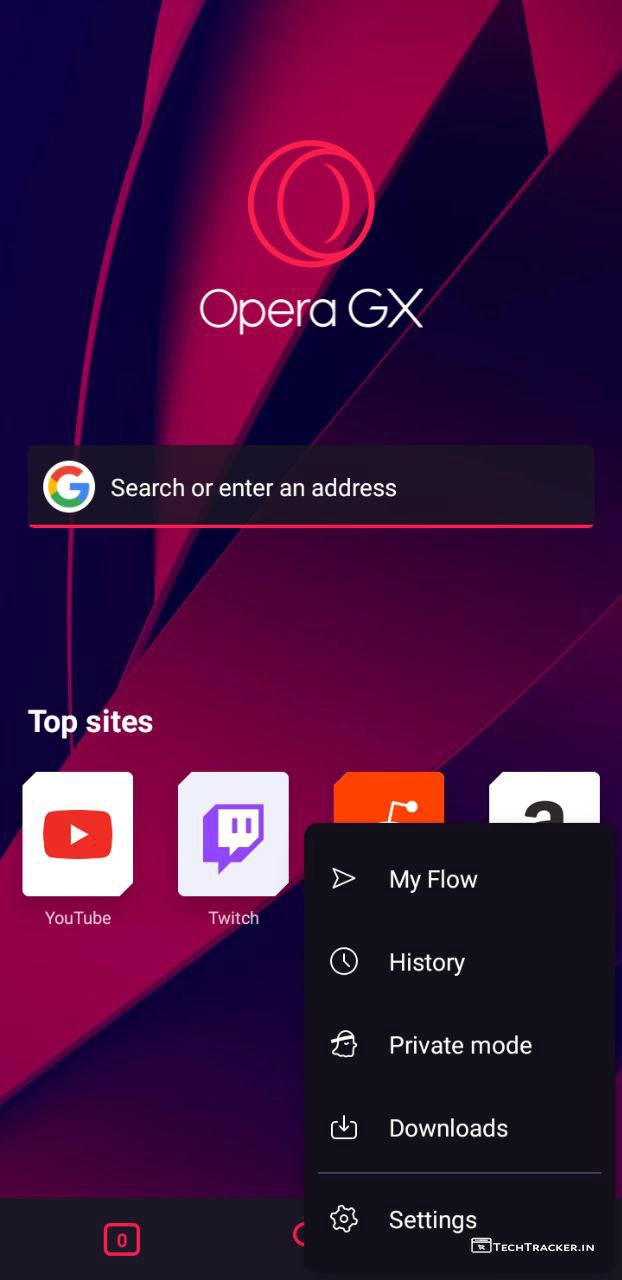 Opera GX
Search or enter an address
Top sites
a
YouTube
Twitch
My Flow
History
Private mode
Downloads
Settings
0
TechTracker.in